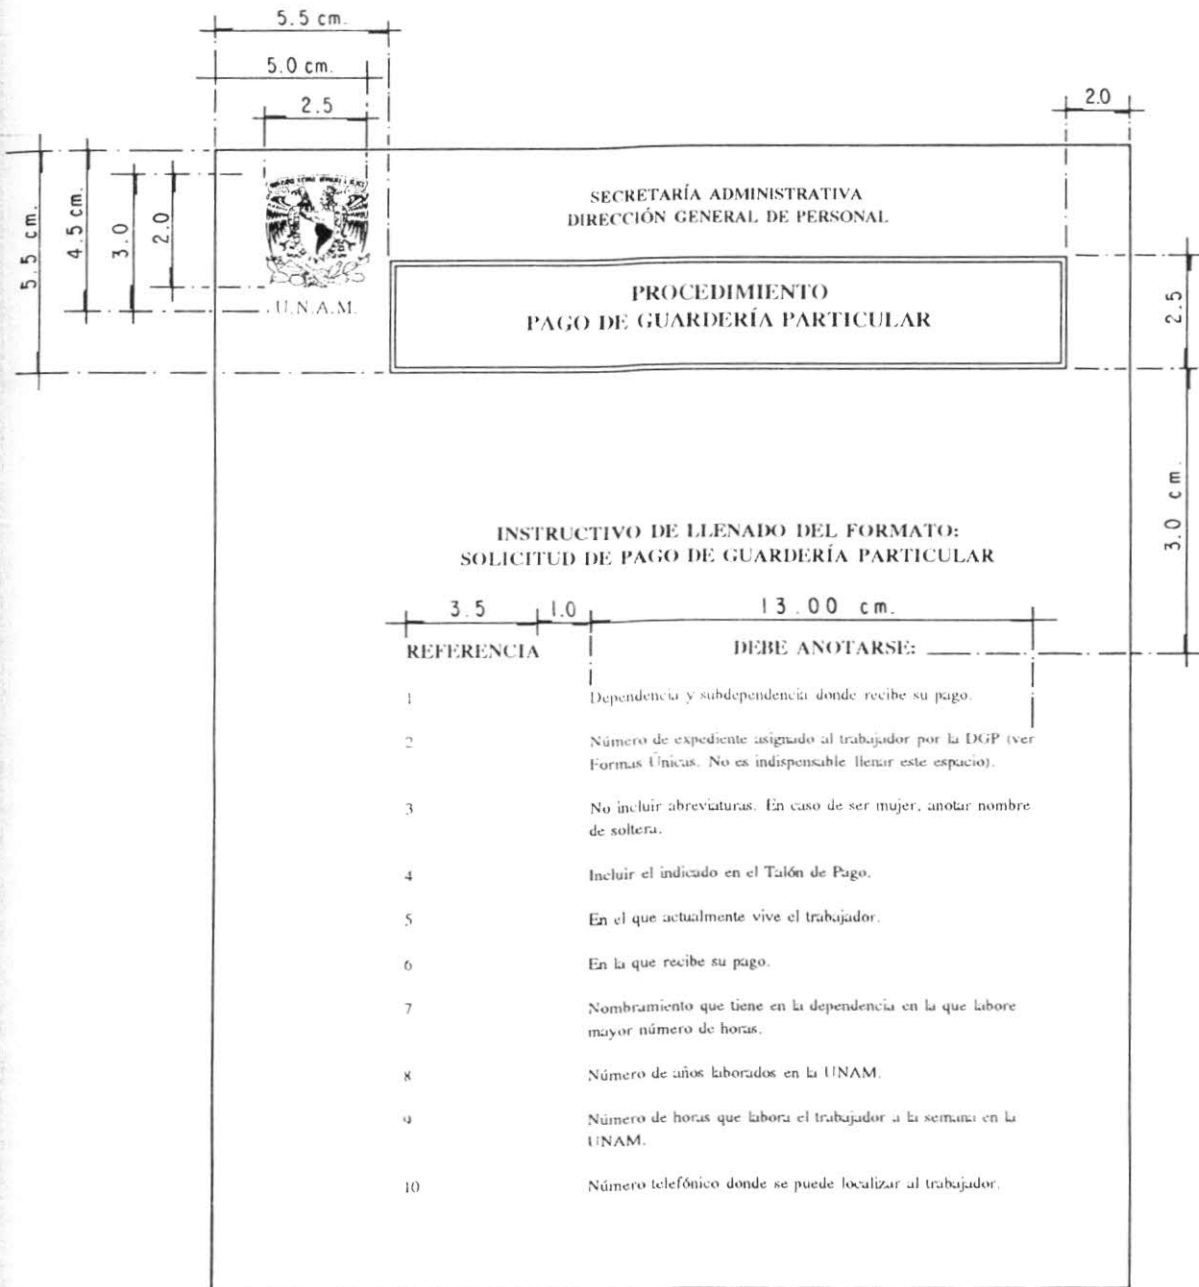 5.5 cm.
5.0 cm.
2.5
2.0
5.5 cm.
4.5 cm.
3.0
2.0
U.N.A.M.
SECRETARÍA ADMINISTRATIVA
DIRECCIÓN GENERAL DE PERSONAL
PROCEDIMIENTO
PAGO DE GUARDERÍA PARTICULAR
2.5
3.0 cm.
INSTRUCTIVO DE LLENADO DEL FORMATO:
SOLICITUD DE PAGO DE GUARDERÍA PARTICULAR
3.5 1.0 13.00 cm.
REFERENCIA DEBE ANOTARSE:
1 Dependencia y subdependencia donde recibe su pago.
2 Número de expediente asignado al trabajador por la DGP (ver
Formas Únicas. No es indispensable llenar este espacio).
3 No incluir abreviaturas. En caso de ser mujer, anotar nombre
de soltera.
4 Incluir el indicado en el Talón de Pago.
5 En el que actualmente vive el trabajador.
6 En la que recibe su pago.
7 Nombramiento que tiene en la dependencia en la que labore
mayor número de horas.
8 Número de años laborados en la UNAM.
9 Número de horas que labora el trabajador a la semana en la
UNAM.
10 Número telefónico donde se puede localizar al trabajador.